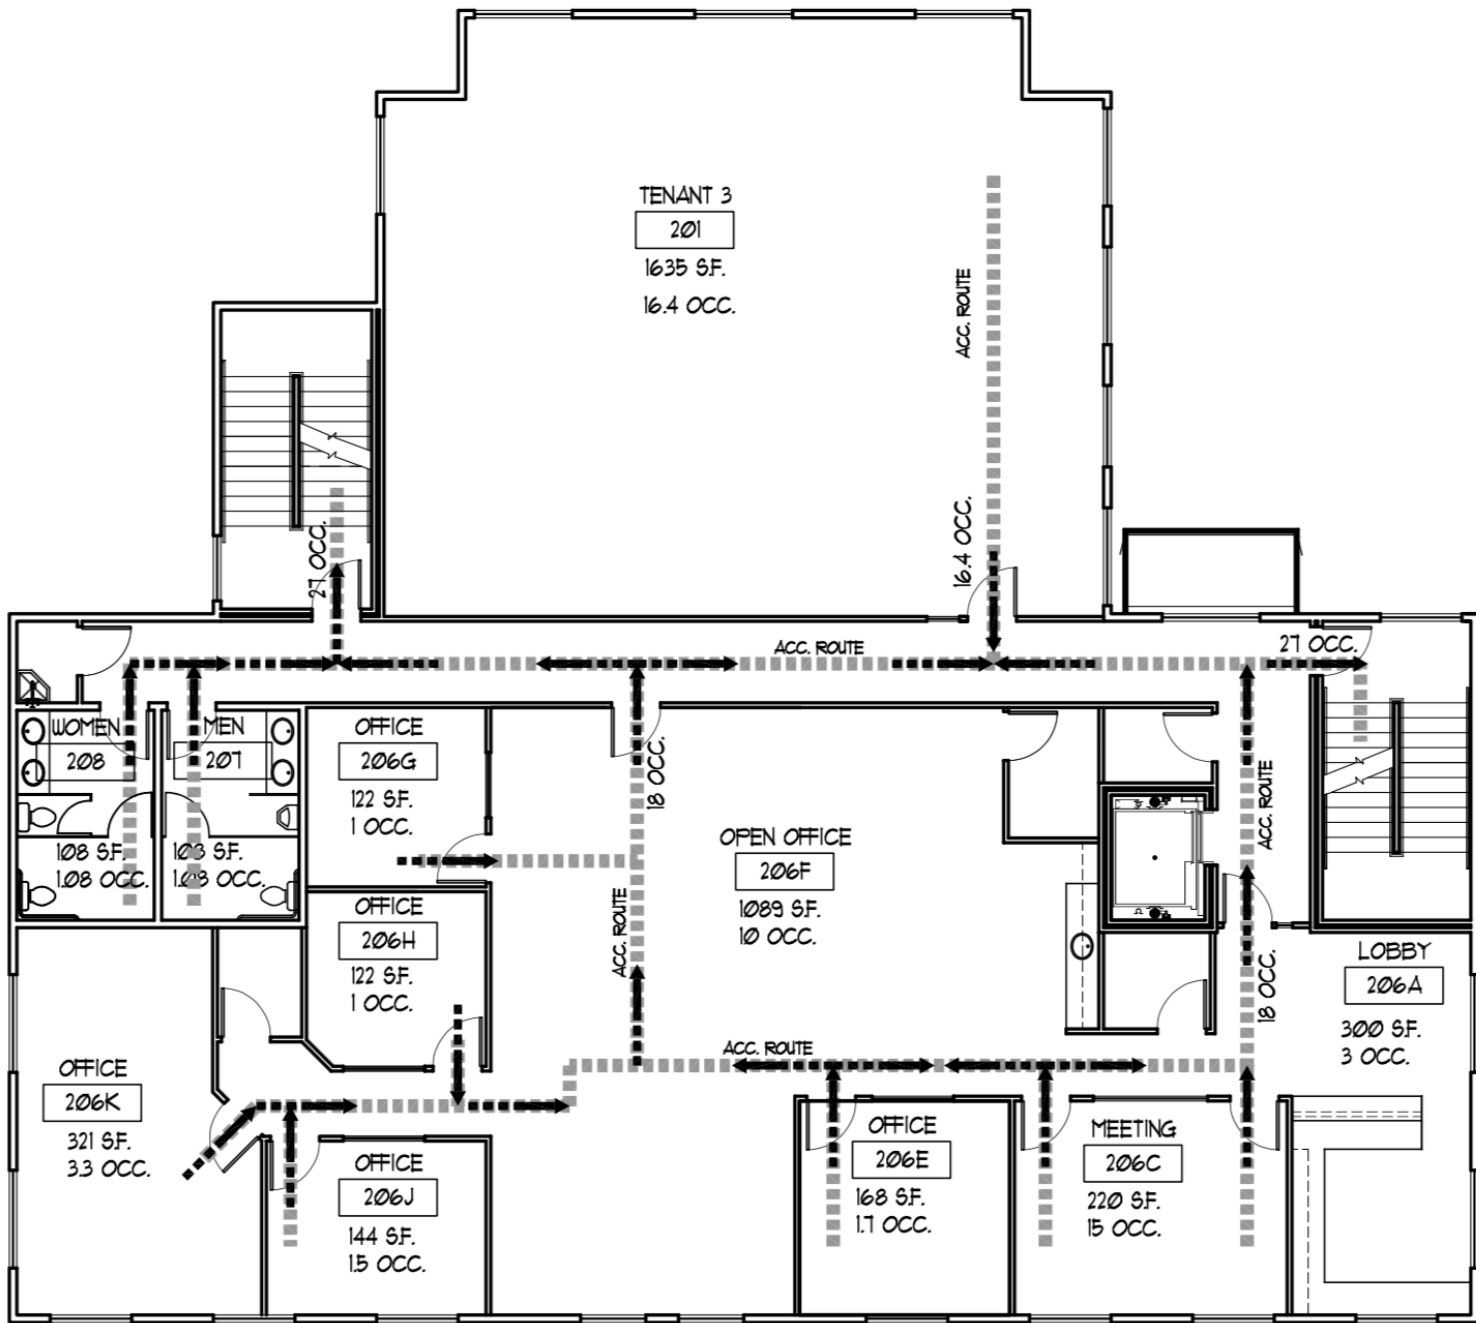 TENANT 3
201
1635 S.F.
16.4 OCC.
ACC. ROUTE
16.4 OCC.
27 OCC.
ACC. ROUTE
27 OCC.
WOMEN
208
108 S.F.
1.08 OCC.
MEN
207
108 S.F.
1.08 OCC.
OFFICE
206G
122 S.F.
1 OCC.
18 OCC.
OPEN OFFICE
206F
1089 S.F.
10 OCC.
ACC. ROUTE
ACC. ROUTE
OFFICE
206H
122 S.F.
1 OCC.
18 OCC.
LOBBY
206A
300 S.F.
3 OCC.
ACC. ROUTE
OFFICE
206K
321 S.F.
3.3 OCC.
OFFICE
206J
144 S.F.
1.5 OCC.
OFFICE
206E
168 S.F.
1.7 OCC.
MEETING
206C
220 S.F.
15 OCC.